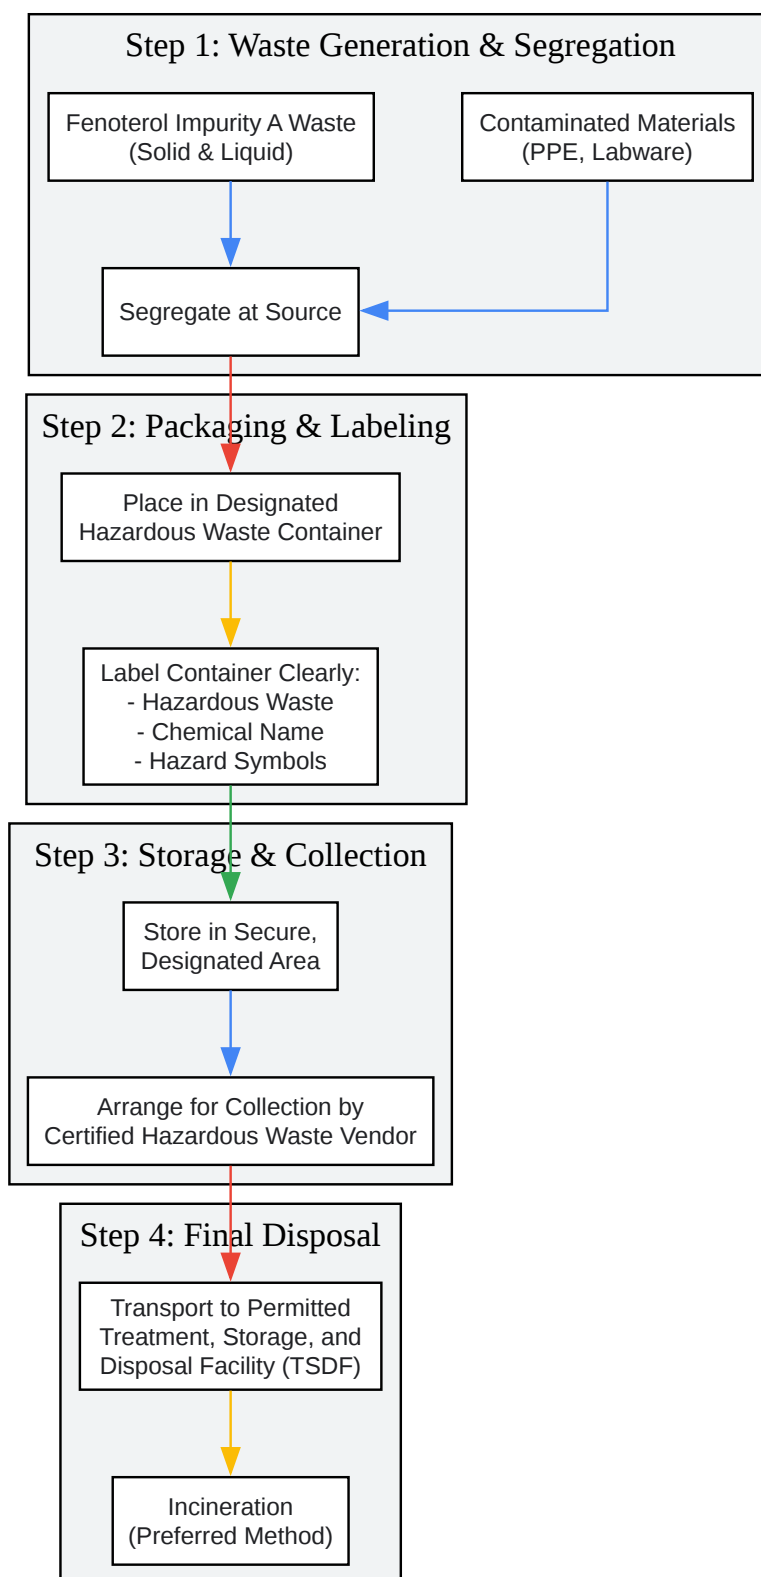 Step 1: Waste Generation & Segregation
Fenoterol Impurity A Waste
(Solid & Liquid)
Contaminated Materials
(PPE, Labware)
Segregate at Source
Step 2: Packaging & Labeling
Place in Designated
Hazardous Waste Container
Label Container Clearly:
- Hazardous Waste
- Chemical Name
- Hazard Symbols
Step 3: Storage & Collection
Store in Secure,
Designated Area
Arrange for Collection by
Certified Hazardous Waste Vendor
Step 4: Final Disposal
Transport to Permitted
Treatment, Storage, and
Disposal Facility (TSDF)
Incineration
(Preferred Method)